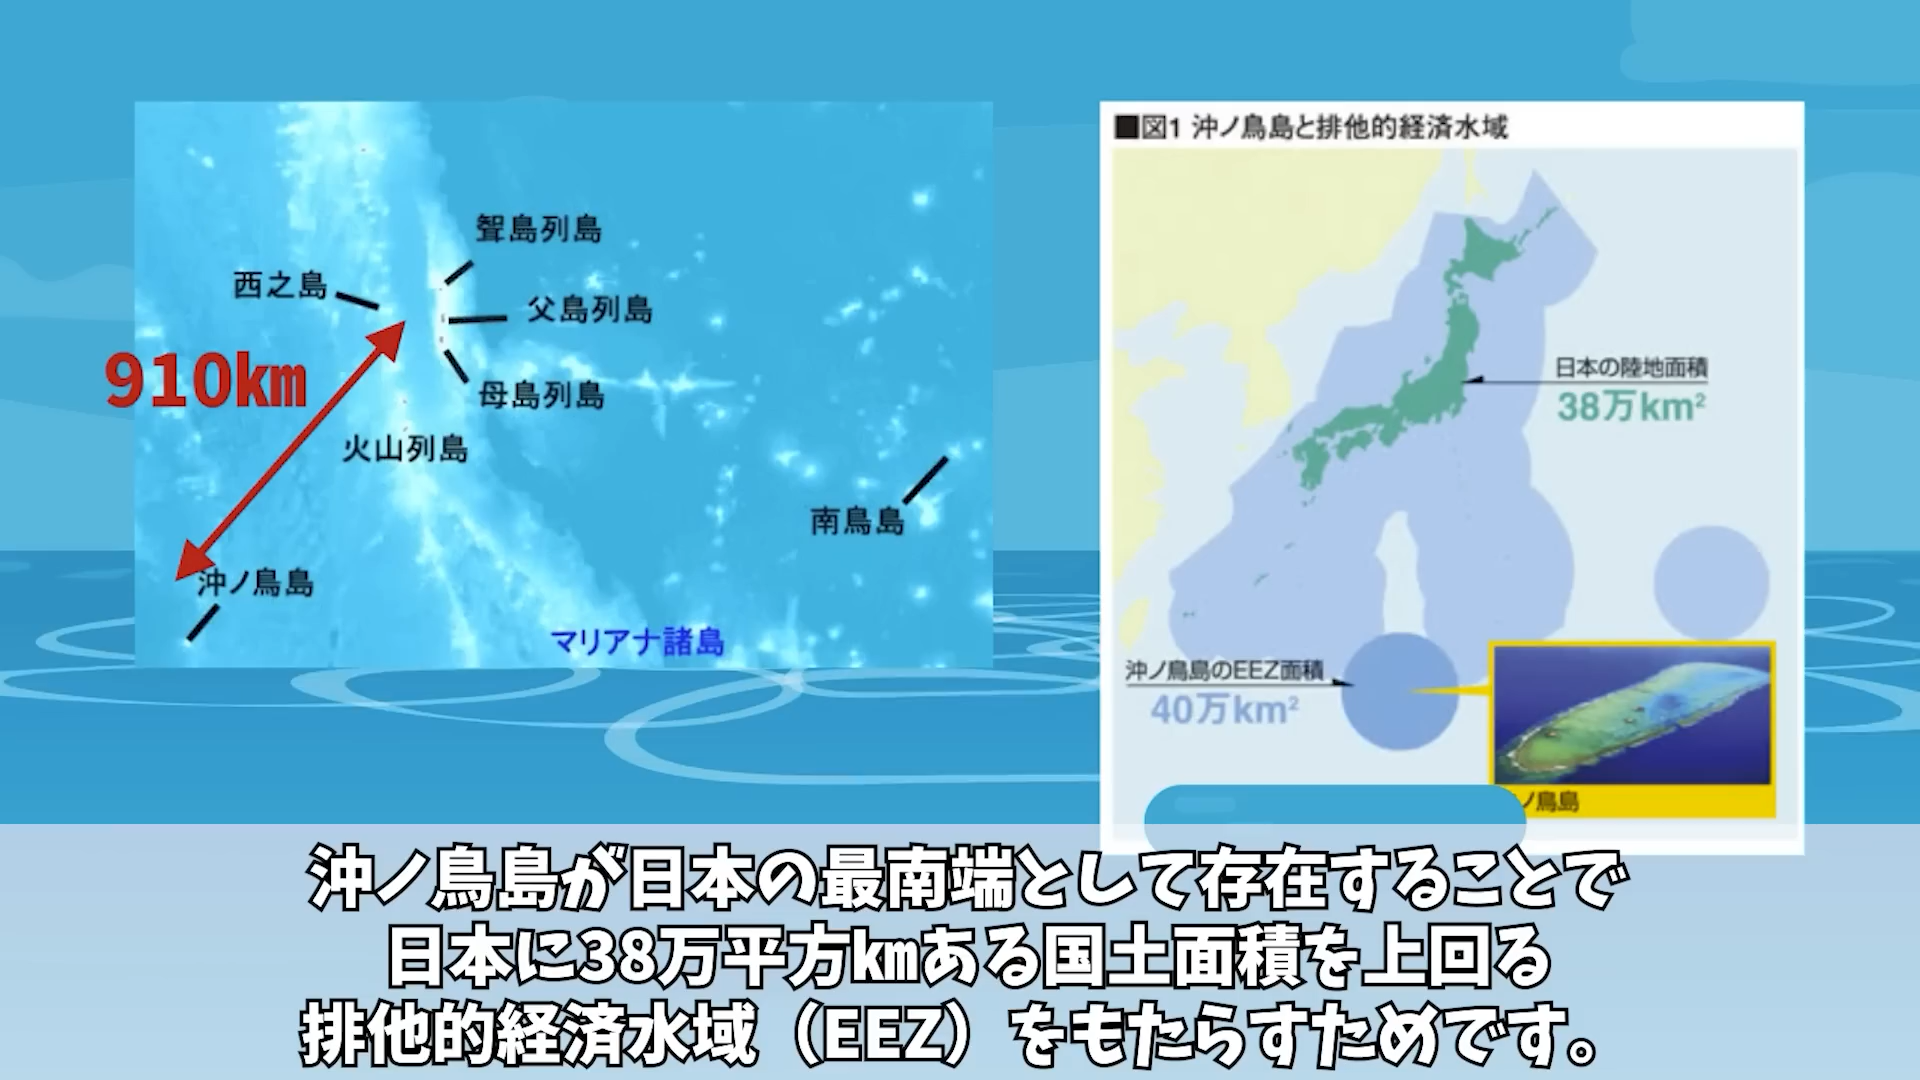 聟島列島
西之島
父島列島
910㎞
母島列島
火山列島
南鳥島
沖ノ鳥島
マリアナ諸島
■図1 沖ノ鳥島と排他的経済水域
日本の陸地面積
38万km²
沖ノ鳥島のEEZ面積
40万km²
ノ鳥島
沖ノ鳥島が日本の最南端として存在することで
日本に38万平方㎞ある国土面積を上回る
排他的経済水域（EEZ）をもたらすためです。